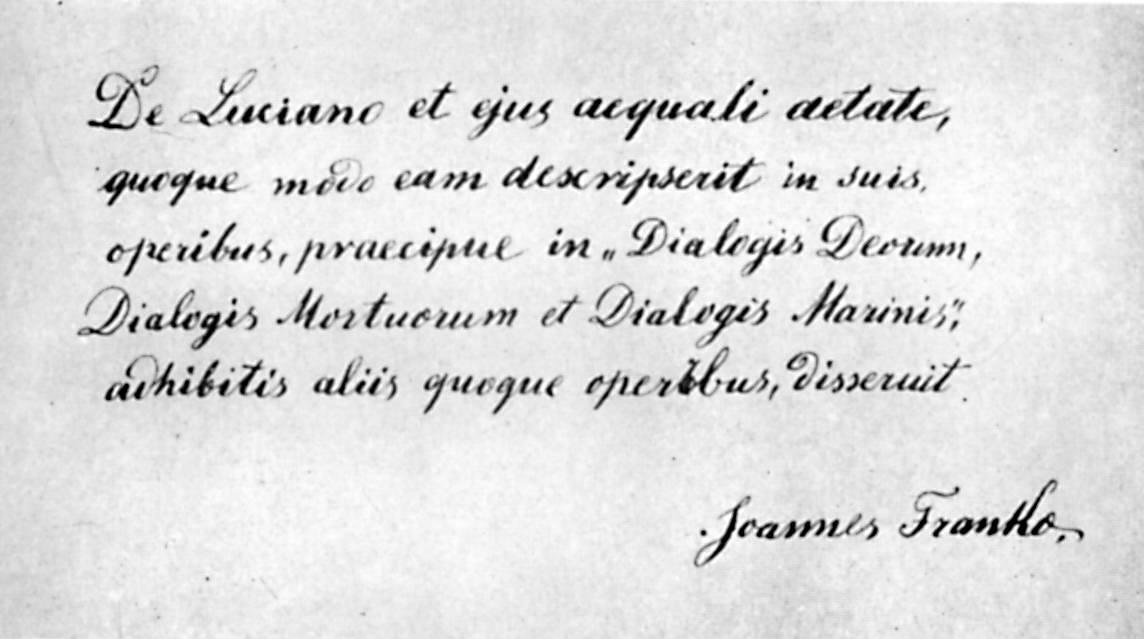 De Luciano et ejus aequali aetate,
quoque modo eam descripserit in suis
operibus, praecipue in „Dialogis Deorum,
Dialogis Mortuorum et Dialogis Marinis“,
adhibitis aliis quoque operibus, disseruit.
Joannes Franko.